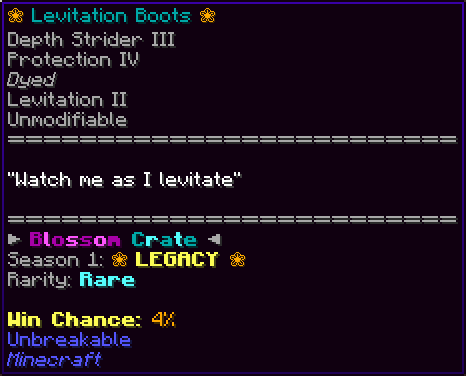 ❀ Levitation Boots ❀
Depth Strider III
Protection IV
Dyed
Levitation II
Unmodifiable
==============================
"Watch me as I levitate"
==============================
► Blossom Crate ◄
Season 1: ❀ LEGACY ❀
Rarity: Rare
Win Chance: 4%
Unbreakable
Minecraft